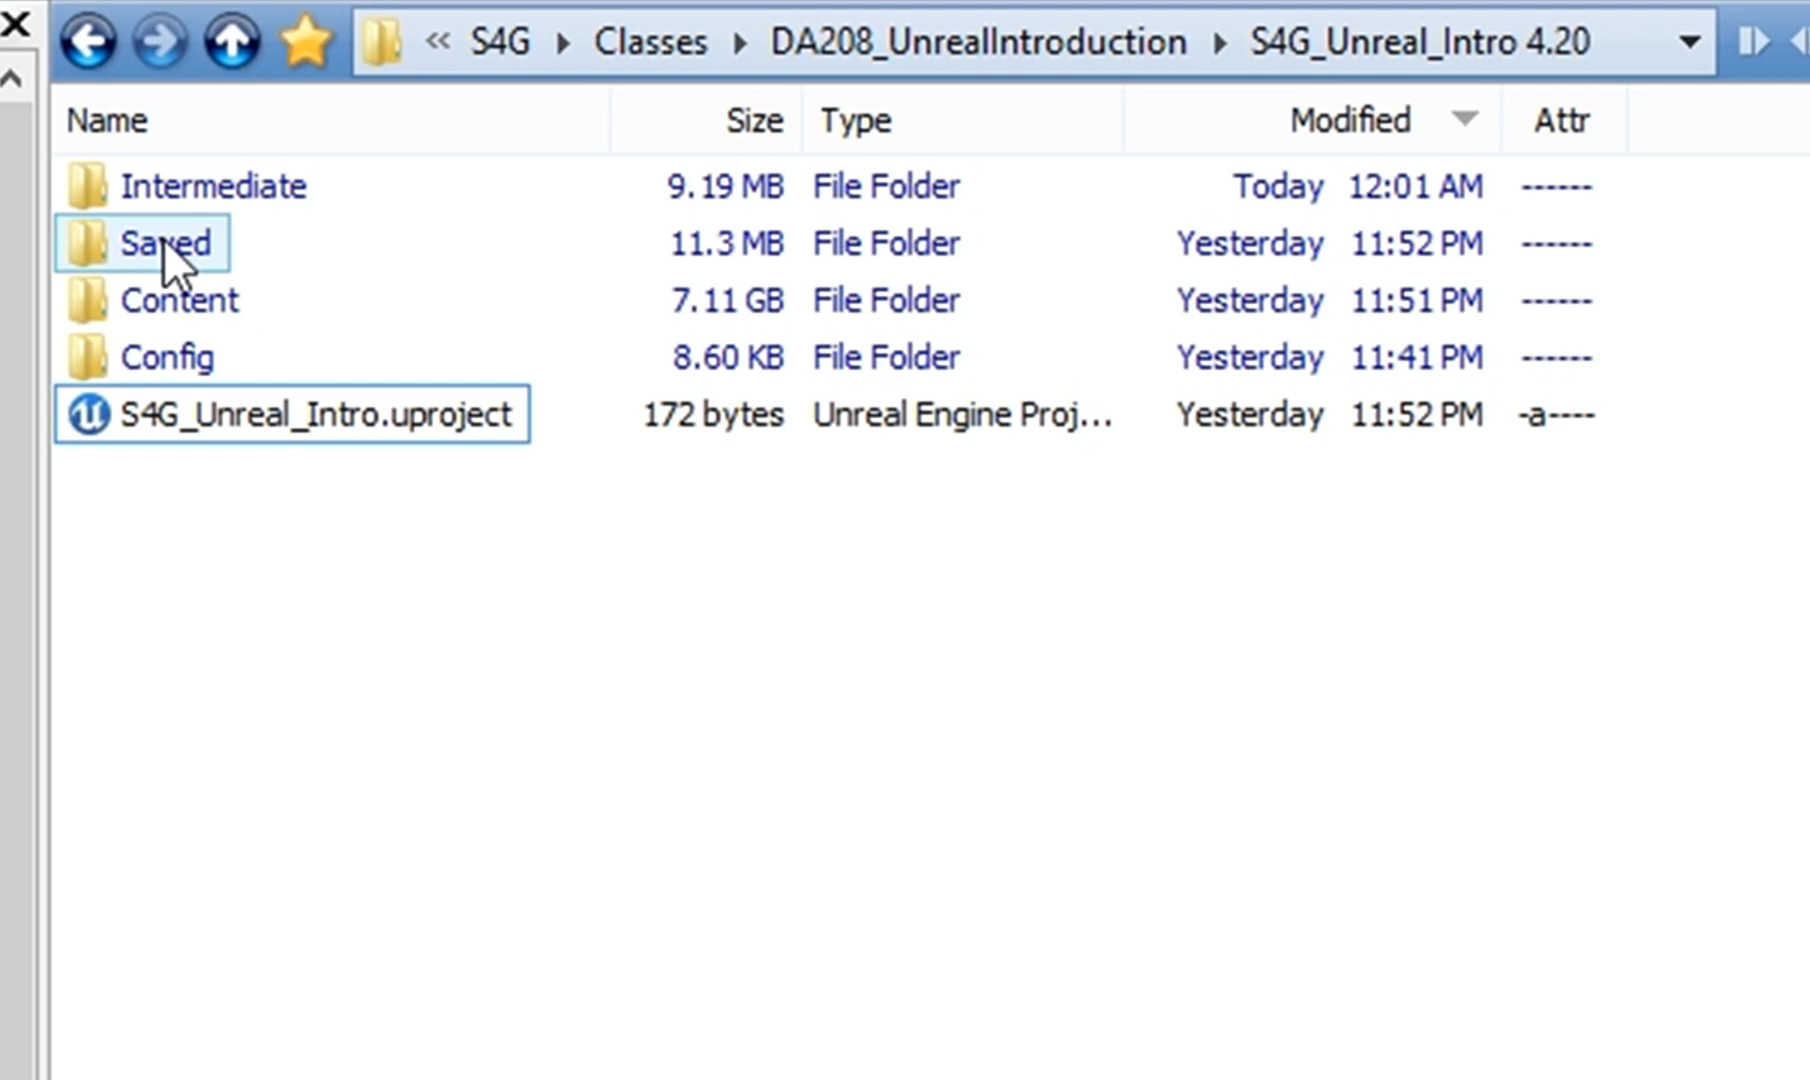 « S4G ▸ Classes ▸ DA208_UnrealIntroduction ▸ S4G_Unreal_Intro 4.20
Name Size Type Modified Attr
Intermediate 9.19 MB File Folder Today 12:01 AM ------
Saved 11.3 MB File Folder Yesterday 11:52 PM ------
Content 7.11 GB File Folder Yesterday 11:51 PM ------
Config 8.60 KB File Folder Yesterday 11:41 PM ------
S4G_Unreal_Intro.uproject 172 bytes Unreal Engine Proj... Yesterday 11:52 PM -a----